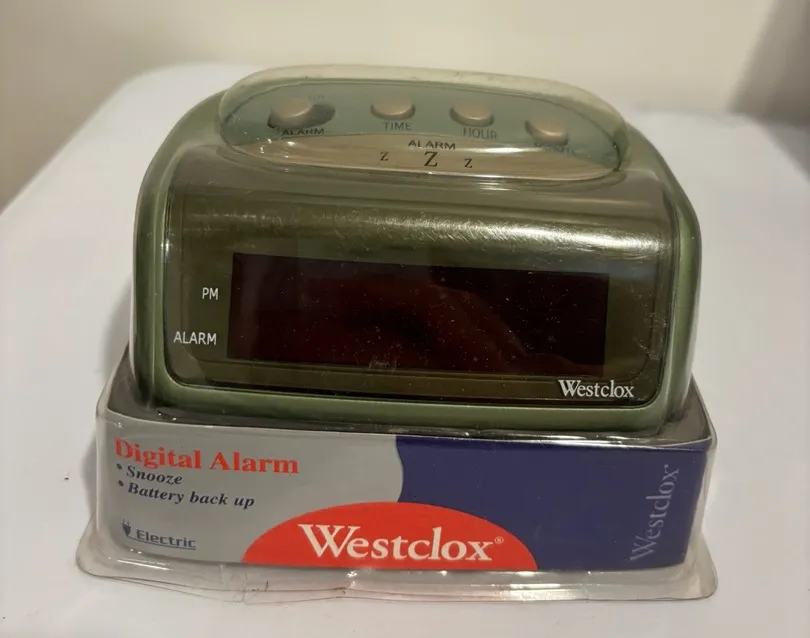 ALARM
TIME
HOUR
ALARM
z Z z
PM
ALARM
Westclox
Digital Alarm
• Snooze
• Battery back up
Electric
Westclox®
Westclox®